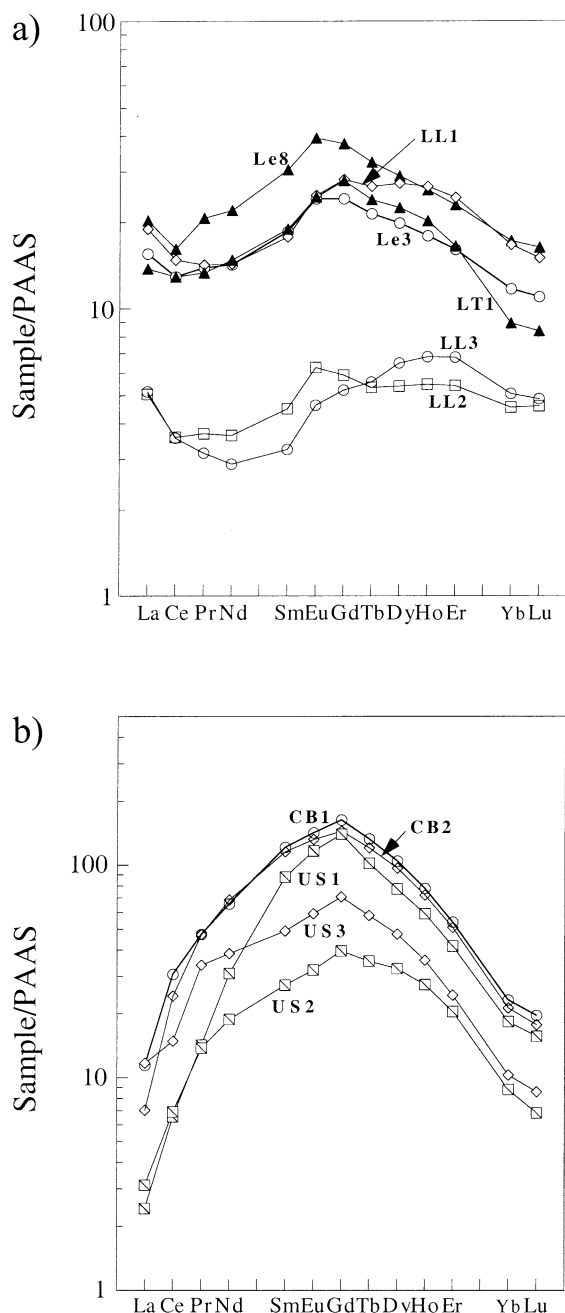 a)
100
Le8
LL1
Le3
LT1
10
LL3
LL2
Sample/PAAS
1
La Ce Pr Nd Sm Eu Gd Tb Dy Ho Er Yb Lu
b)
CB1
CB2
100
US1
US3
US2
Sample/PAAS
10
1
La Ce Pr Nd Sm Eu Gd Tb Dy Ho Er Yb Lu